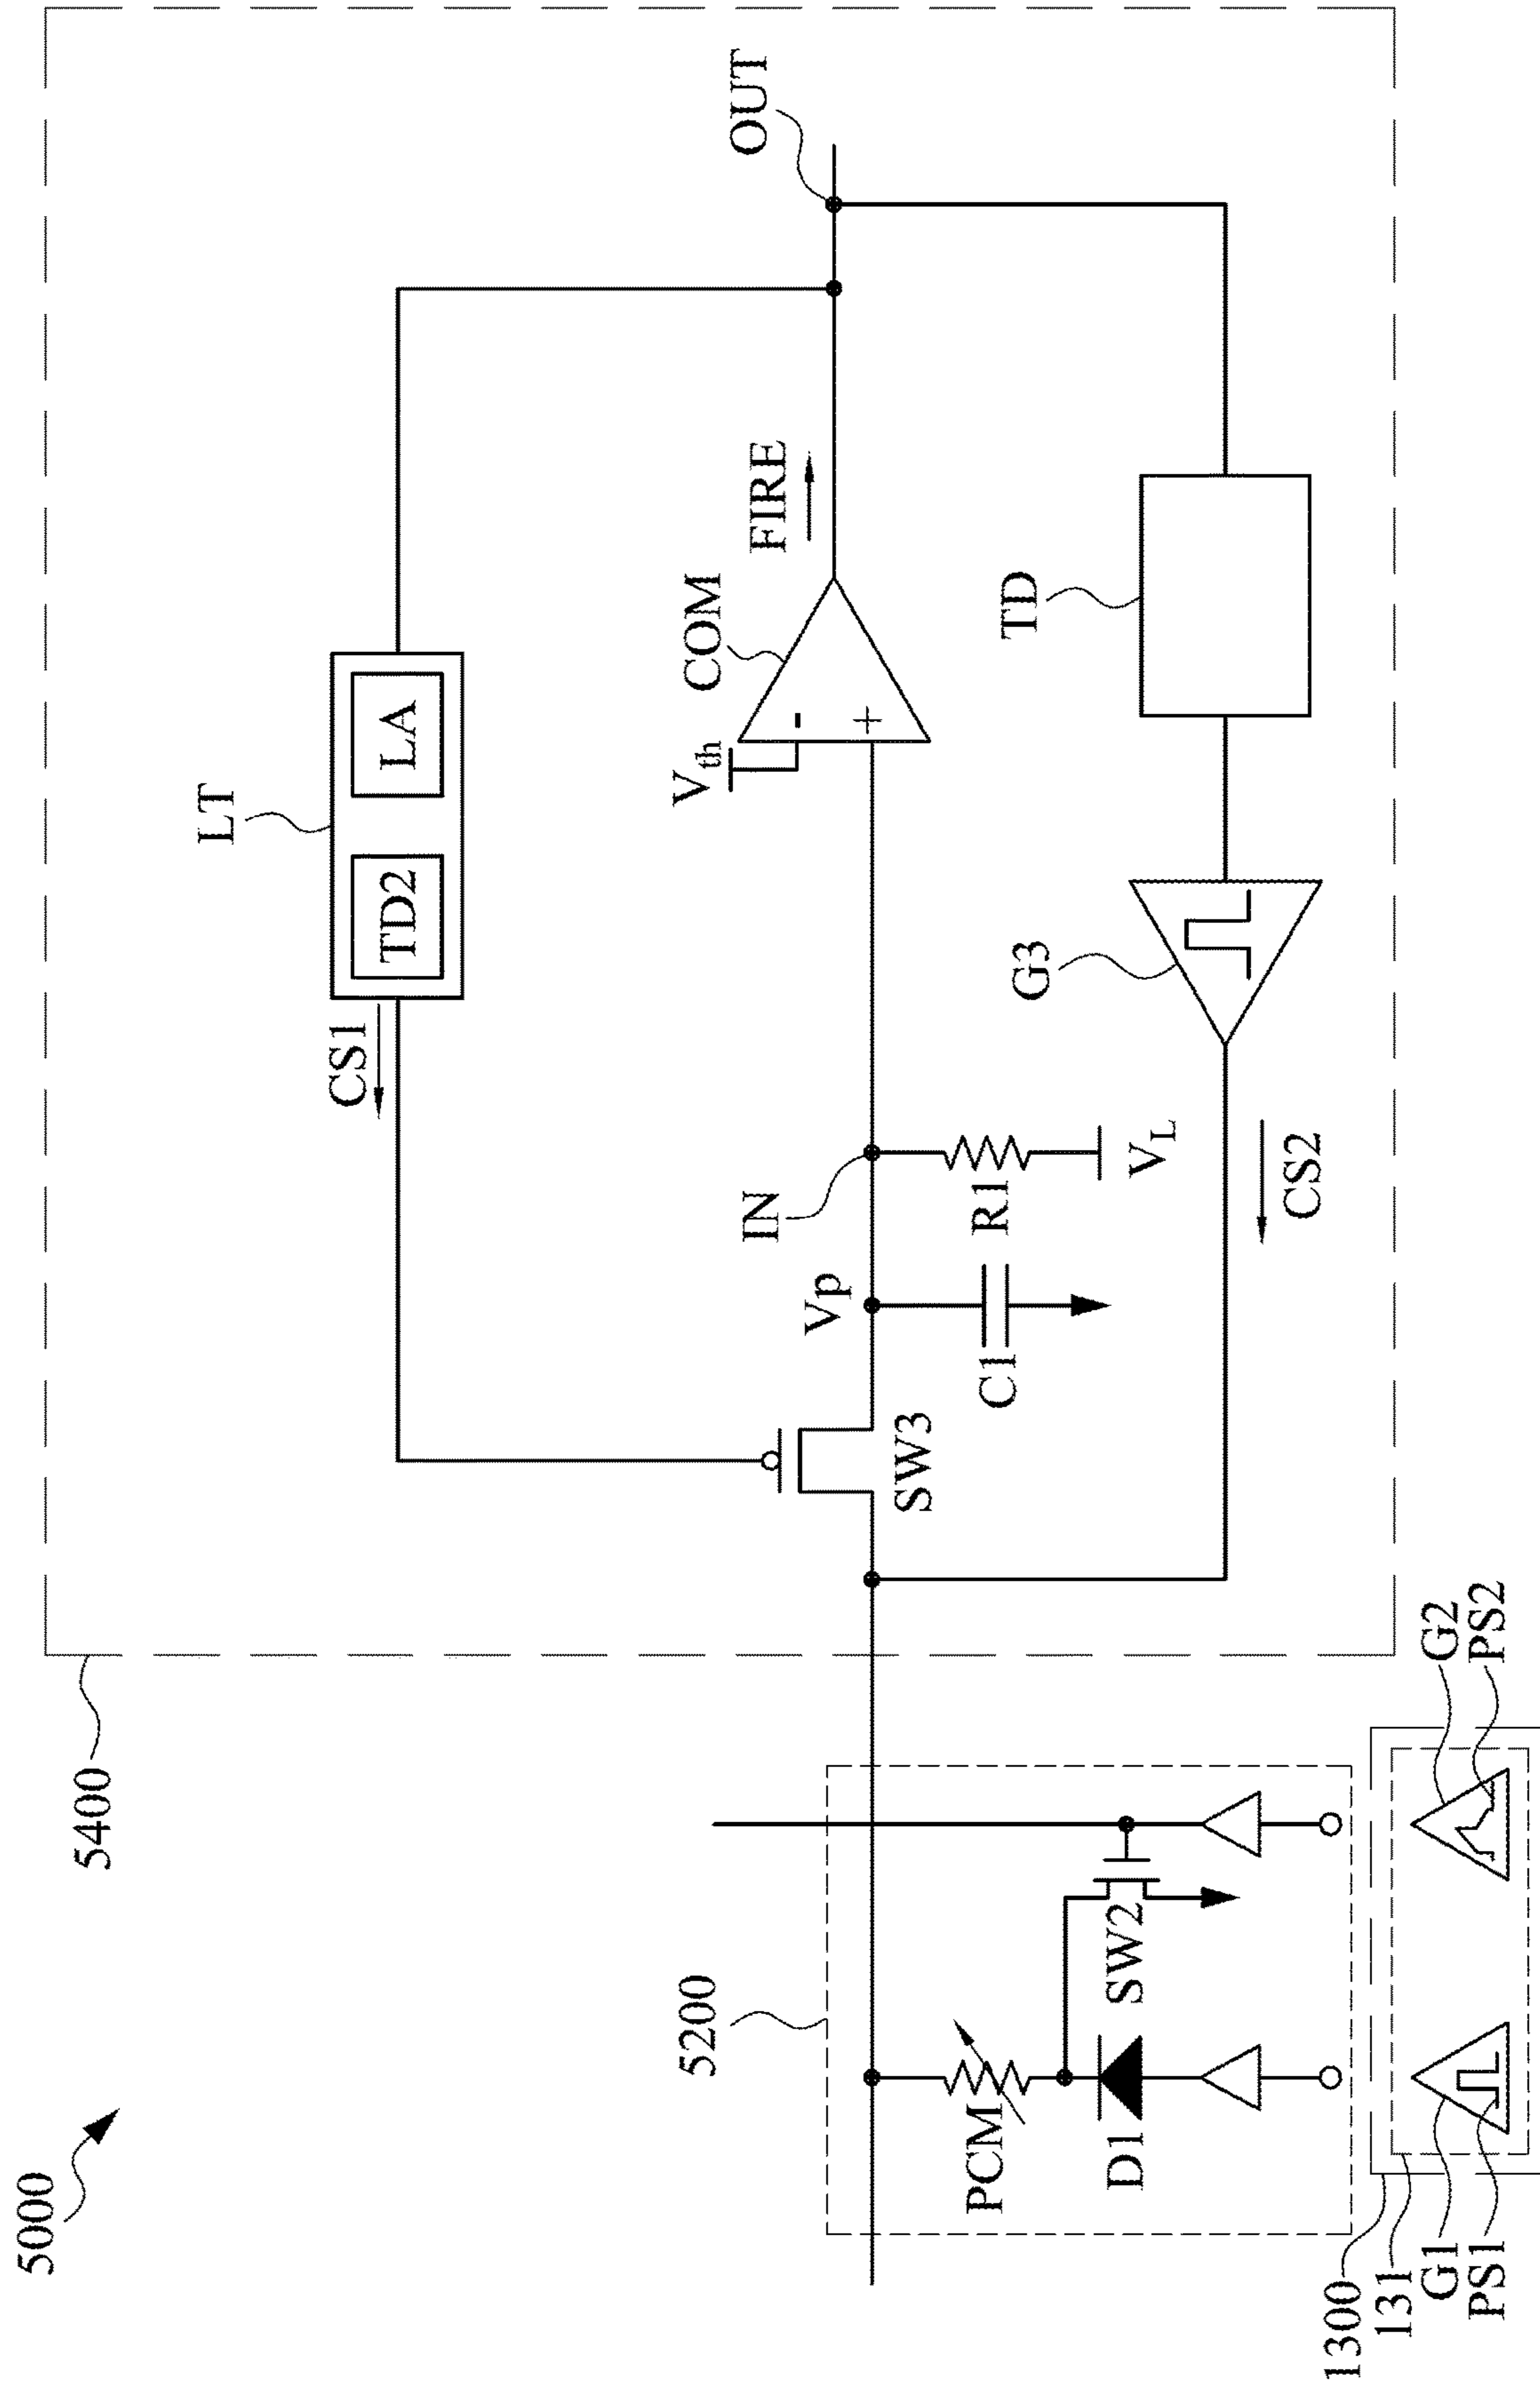 5000
5400
LT
TD2
LA
CS1
OUT
FIRE
COM
Vth
-
+
IN
Vp
SW3
C1
R1
VL
TD
G3
CS2
5200
PCM
D1
SW2
1300
131
G1
PS1
G2
PS2